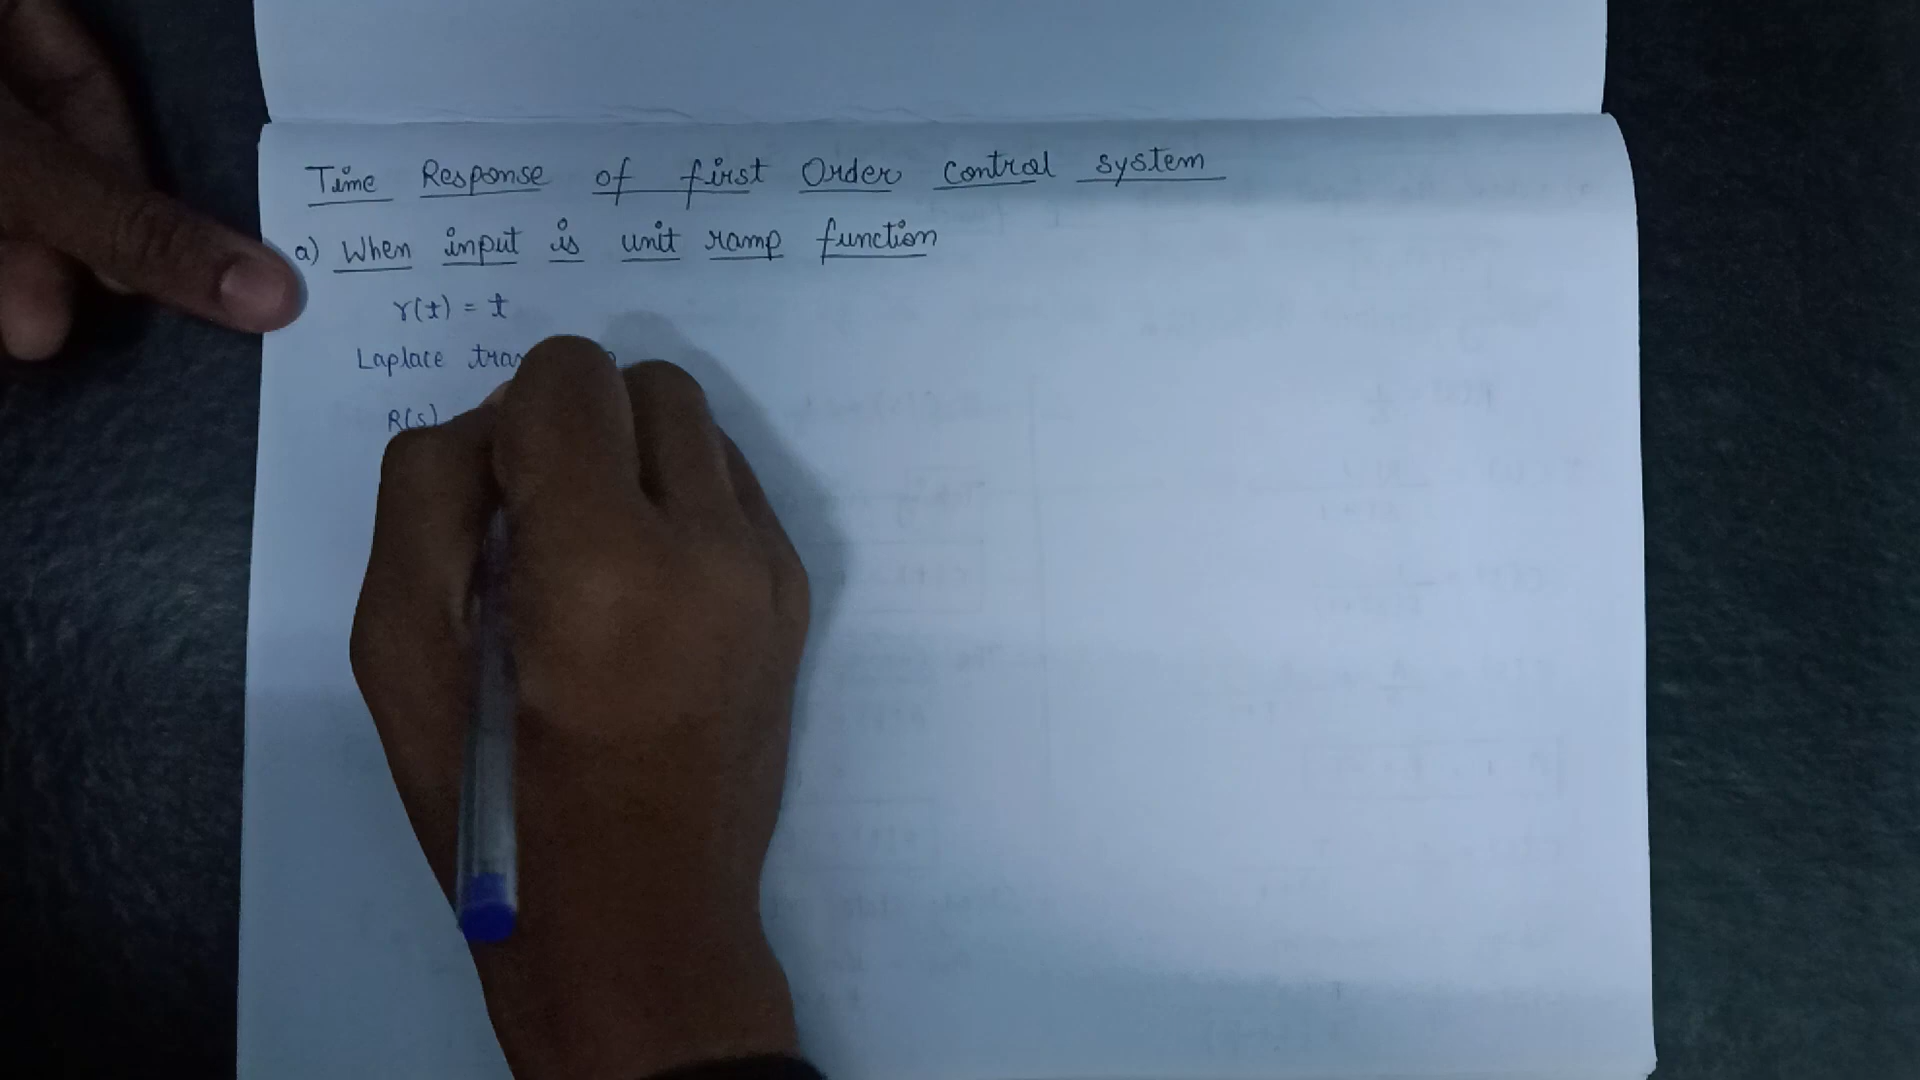 Time Response of first Order control system
a) When input is unit ramp function
r(t) = t
Laplace
R(s)